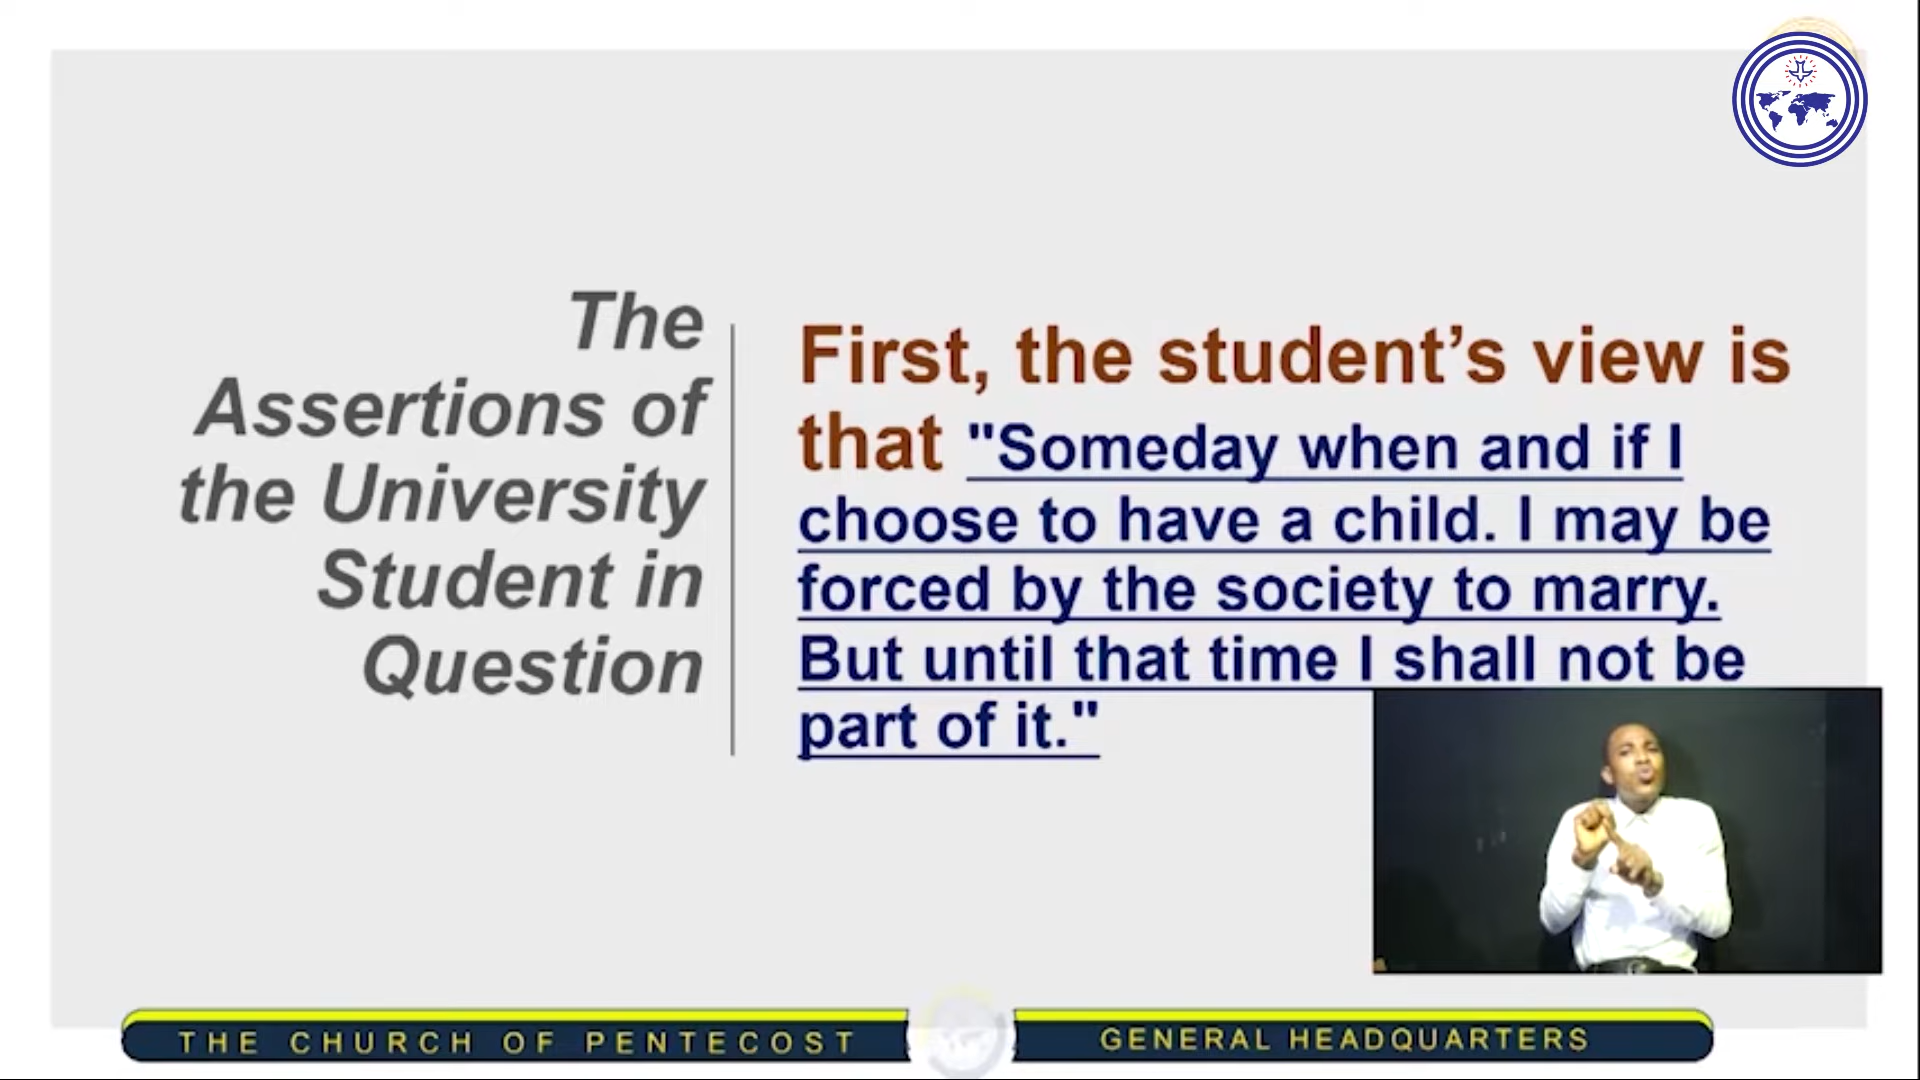 The
Assertions of
the University
Student in
Question
First, the student’s view is
that "Someday when and if I
choose to have a child. I may be
forced by the society to marry.
But until that time I shall not be
part of it."
THE CHURCH OF PENTECOST
GENERAL HEADQUARTERS